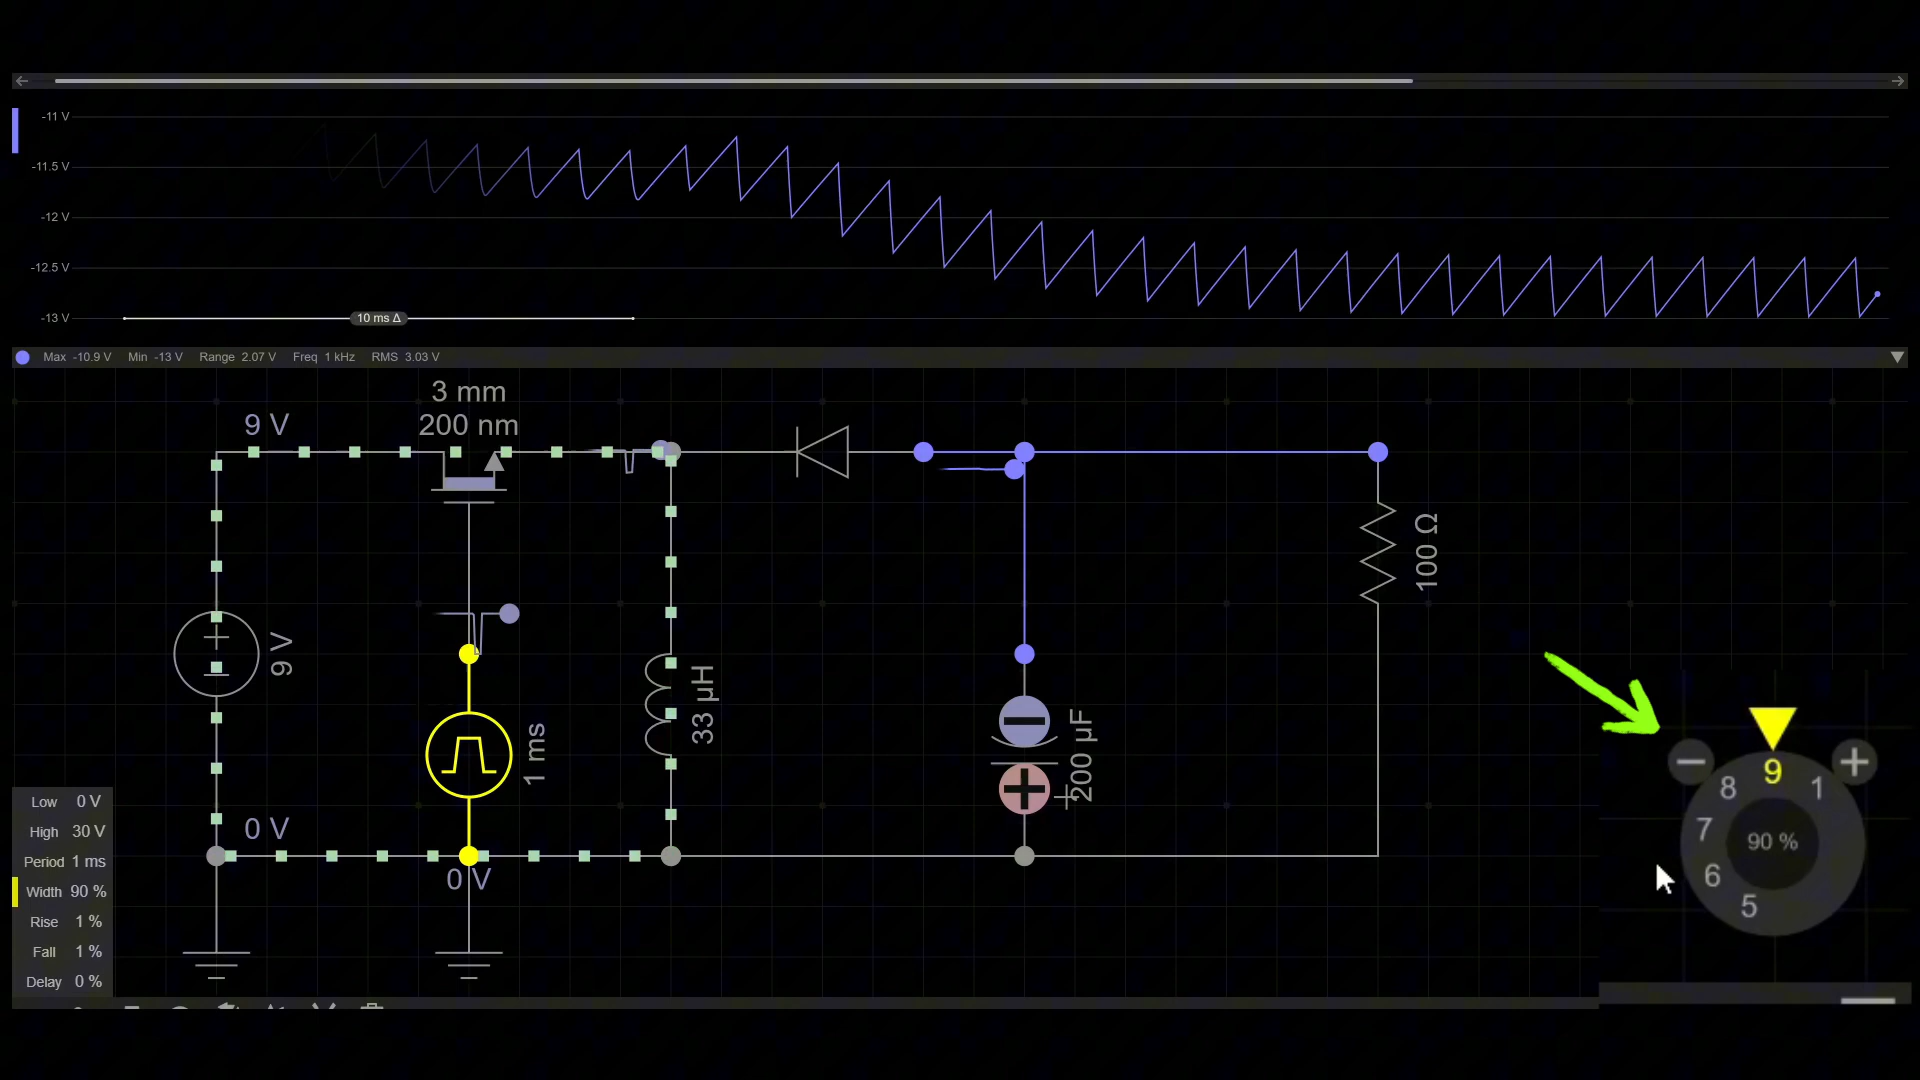 -11 V
-11.5 V
-12 V
-12.5 V
-13 V
10 ms Δ
Max -10.9 V Min -13 V Range 2.07 V Freq 1 kHz RMS 3.03 V
3 mm
200 nm
9 V
9 V
1 ms
33 μH
200 μF
100 Ω
0 V
0 V
Low 0 V
High 30 V
Period 1 ms
Width 90 %
Rise 1 %
Fall 1 %
Delay 0 %
9
8 1
7
90 %
6
5